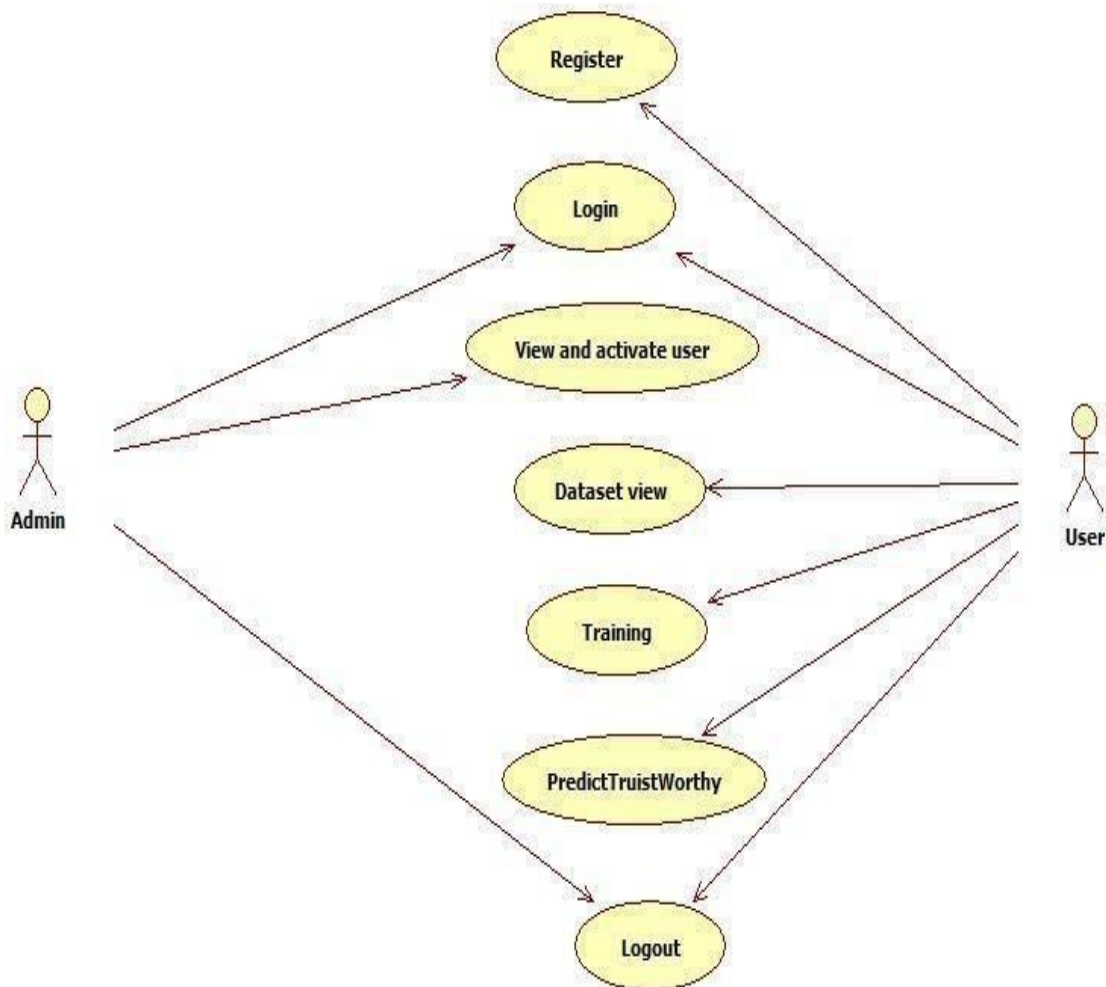 Register
Login
View and activate user
Admin
Dataset view
User
Training
PredictTruistWorthy
Logout